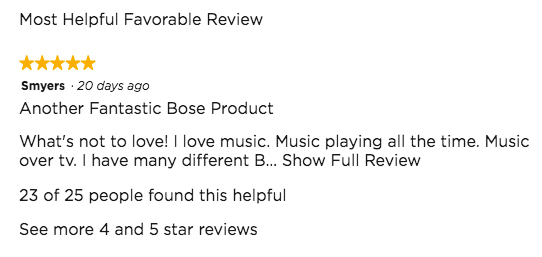 Most Helpful Favorable Review
Smyers · 20 days ago
Another Fantastic Bose Product
What's not to love! I love music. Music playing all the time. Music
over tv. I have many different B... Show Full Review
23 of 25 people found this helpful
See more 4 and 5 star reviews